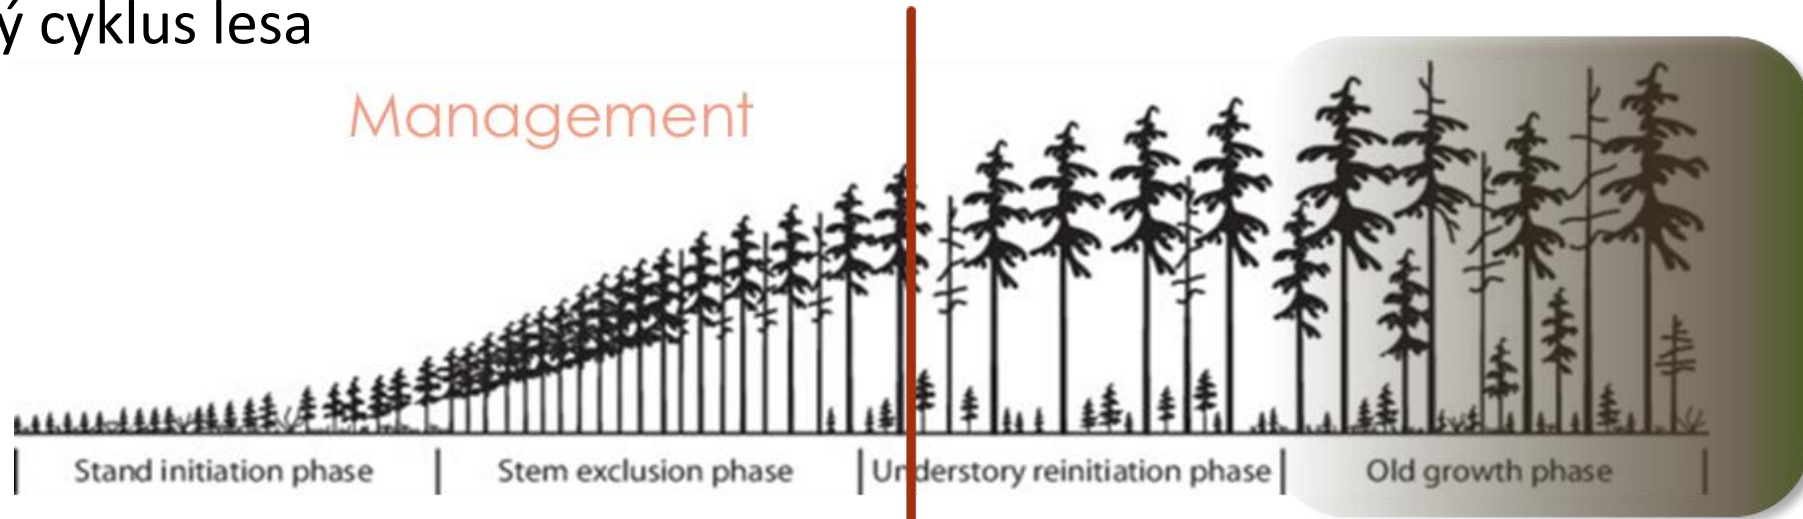 ý cyklus lesa
Management
Stand initiation phase
Stem exclusion phase
Understory reinitiation phase
Old growth phase